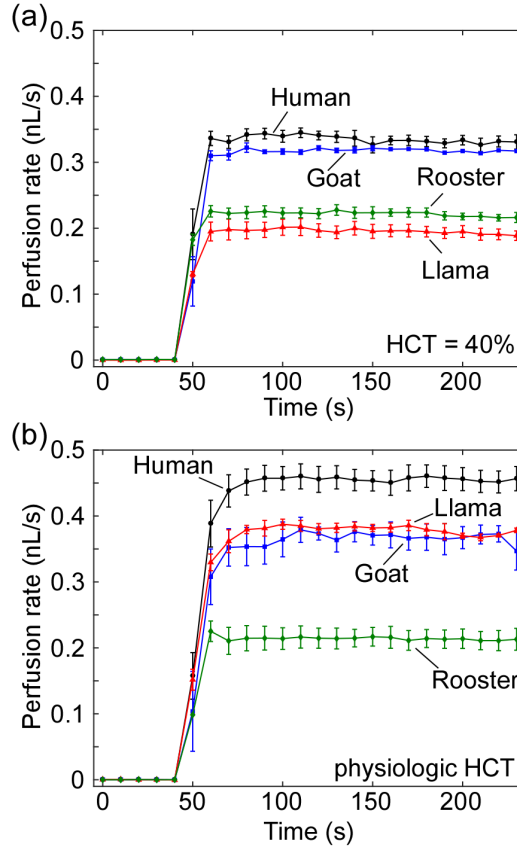 (a)
0.5
0.4
0.3
0.2
0.1
0
Perfusion rate (nL/s)
Human
Goat
Rooster
Llama
HCT = 40%
0 50 100 150 200
Time (s)
(b)
0.5
0.4
0.3
0.2
0.1
0
Perfusion rate (nL/s)
Human
Llama
Goat
Rooster
physiologic HCT
0 50 100 150 200
Time (s)